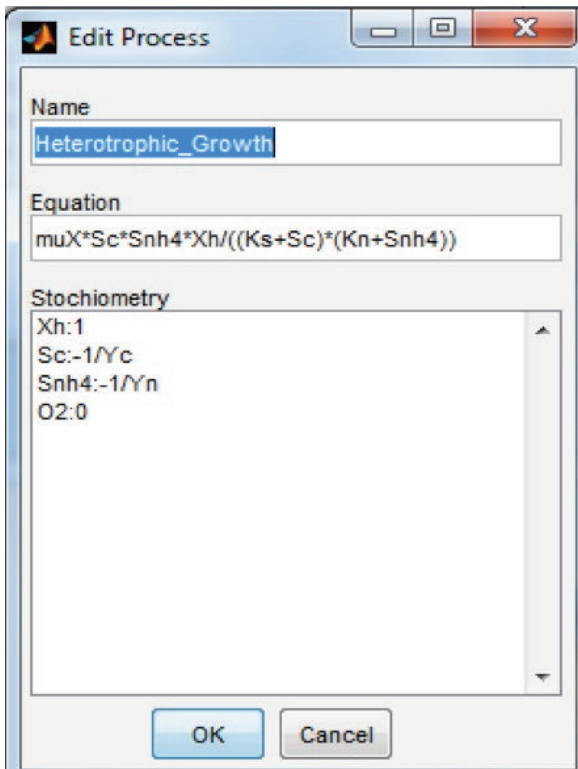 Edit Process
Name
Heterotrophic_Growth
Equation
muX*Sc*Snh4*Xh/((Ks+Sc)*(Kn+Snh4))
Stochiometry
Xh:1
Sc:-1/Yc
Snh4:-1/Yn
O2:0
OK Cancel